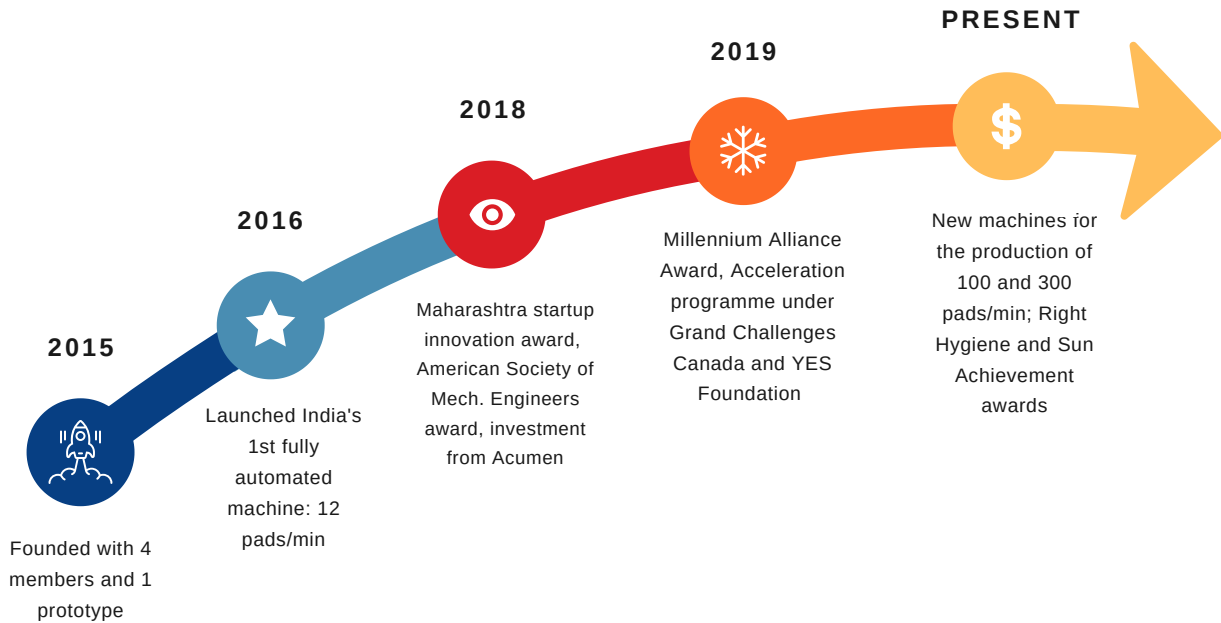 2015
Founded with 4
members and 1
prototype
2016
Launched India's
1st fully
automated
machine: 12
pads/min
2018
Maharashtra startup
innovation award,
American Society of
Mech. Engineers
award, investment
from Acumen
2019
Millennium Alliance
Award, Acceleration
programme under
Grand Challenges
Canada and YES
Foundation
PRESENT
$
New machines for
the production of
100 and 300
pads/min; Right
Hygiene and Sun
Achievement
awards